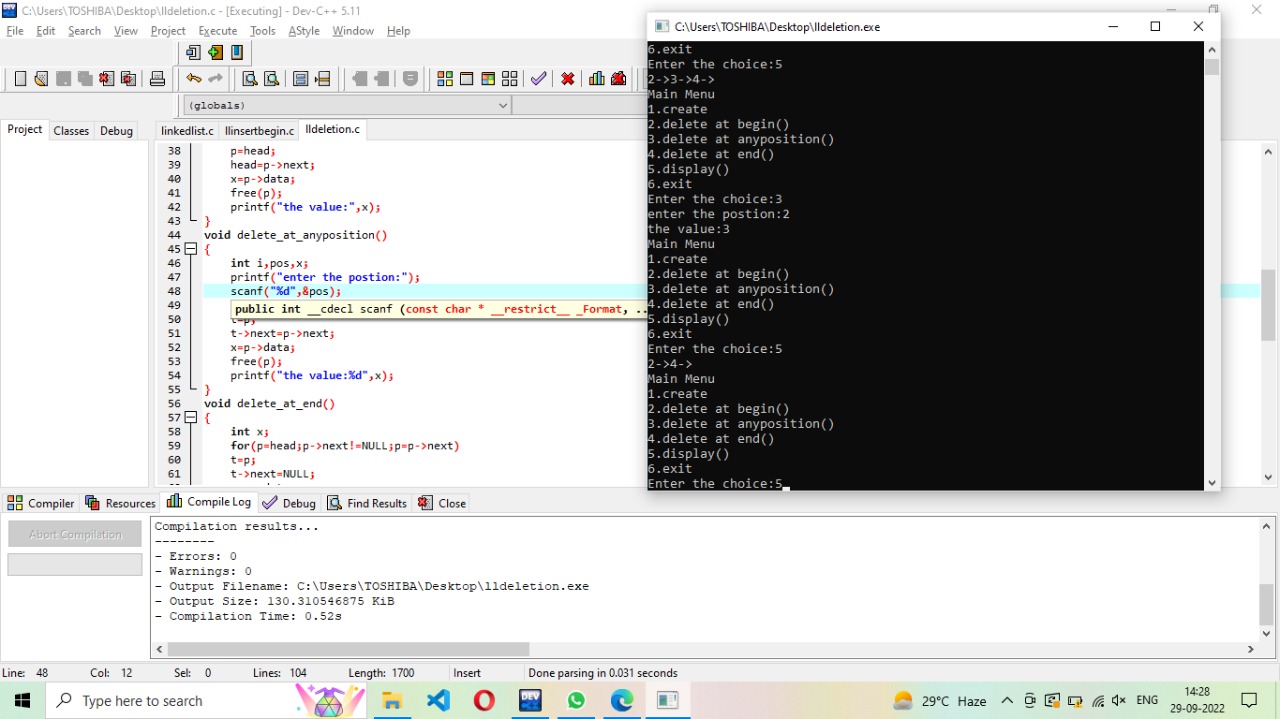 C:\Users\TOSHIBA\Desktop\lldeletion.c - [Executing] - Dev-C++ 5.11
File Edit Search View Project Execute Tools AStyle Window Help
(globals)
Project Classes Debug
linkedlist.c llinsertbegin.c lldeletion.c
38 p=head;
39 head=p->next;
40 x=p->data;
41 free(p);
42 printf("the value:",x);
43 }
44 void delete_at_anyposition()
45 {
46 int i,pos,x;
47 printf("enter the postion:");
48 scanf("%d",&pos);
49
public int __cdecl scanf (const char * __restrict__ _Format, ..
50 t=p;
51 t->next=p->next;
52 x=p->data;
53 free(p);
54 printf("the value:%d",x);
55 }
56 void delete_at_end()
57 {
58 int x;
59 for(p=head;p->next!=NULL;p=p->next)
60 t=p;
61 t->next=NULL;
C:\Users\TOSHIBA\Desktop\lldeletion.exe
6.exit
Enter the choice:5
2->3->4->
Main Menu
1.create
2.delete at begin()
3.delete at anyposition()
4.delete at end()
5.display()
6.exit
Enter the choice:3
enter the postion:2
the value:3
Main Menu
1.create
2.delete at begin()
3.delete at anyposition()
4.delete at end()
5.display()
6.exit
Enter the choice:5
2->4->
Main Menu
1.create
2.delete at begin()
3.delete at anyposition()
4.delete at end()
5.display()
6.exit
Enter the choice:5
Compiler Resources Compile Log Debug Find Results Close
Abort Compilation
Compilation results...
--------
- Errors: 0
- Warnings: 0
- Output Filename: C:\Users\TOSHIBA\Desktop\lldeletion.exe
- Output Size: 130.310546875 KiB
- Compilation Time: 0.52s
Line: 48 Col: 12 Sel: 0 Lines: 104 Length: 1700 Insert Done parsing in 0.031 seconds
Type here to search
DEV
29°C Haze
ENG
14:28
29-09-2022